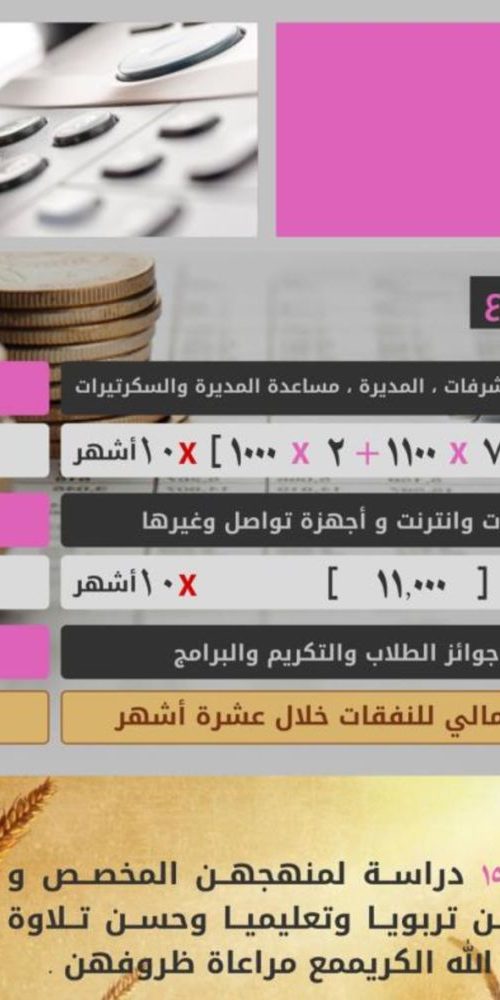 ع
شرفات ، المديرة ، مساعدة المديرة والسكرتيرات
٧ x ١١٠٠ + ٢ x ١٠٠٠ ] x ١٠ أشهر
ت وانترنت و أجهزة تواصل وغيرها
[ ١١,٠٠٠ ] x ١٠ أشهر
جوائز الطلاب والتكريم والبرامج
مالي للنفقات خلال عشرة أشهر
١٥ دراسة لمنهجهن المخصص و
ن تربويا وتعليميا وحسن تلاوة
الله الكريممع مراعاة ظروفهن .